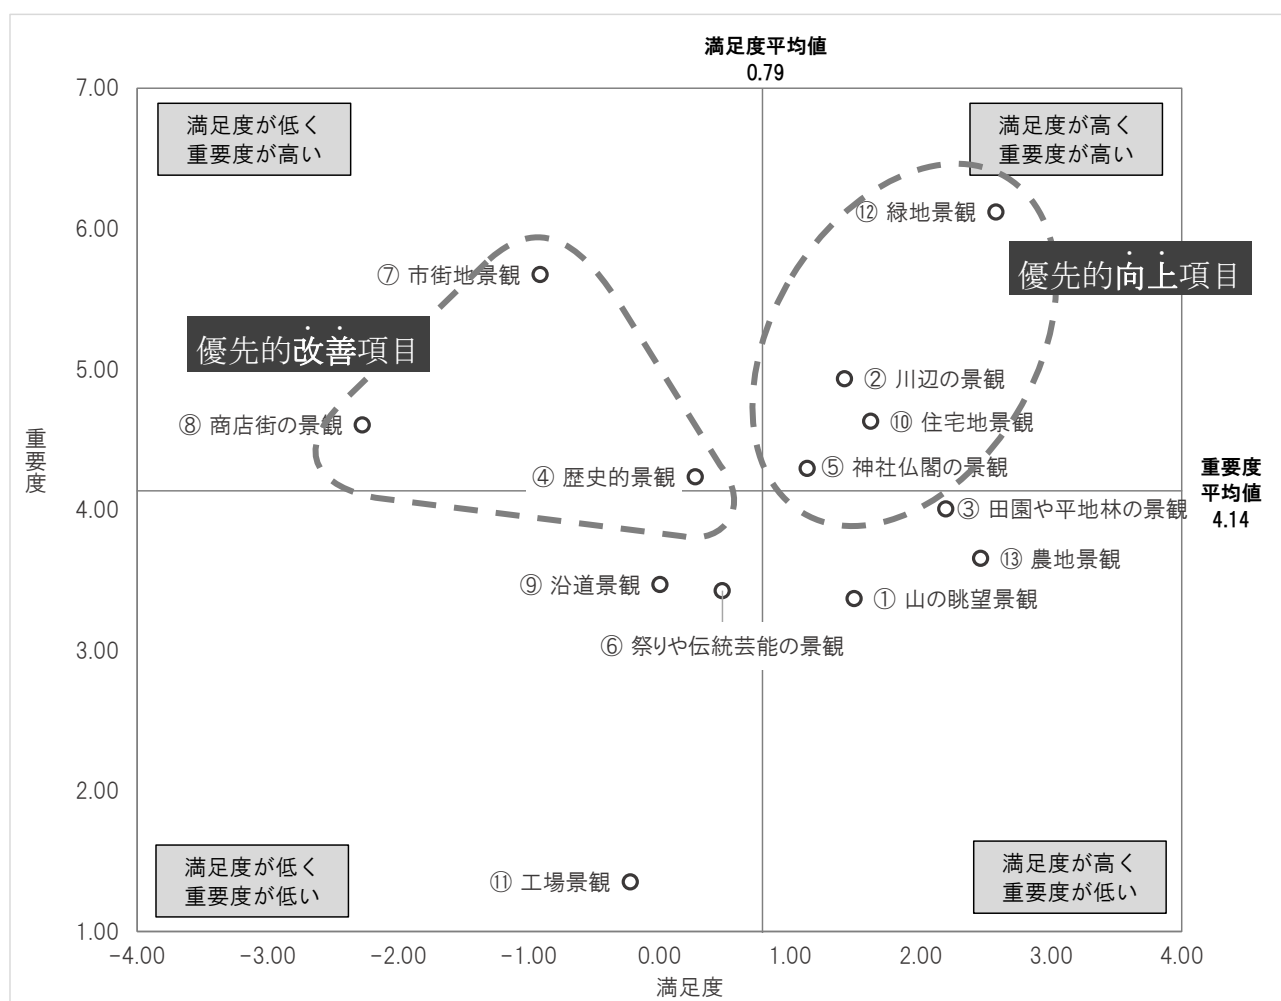 満足度平均値
0.79
7.00
満足度が低く
重要度が高い
満足度が高く
重要度が高い
⑫ 緑地景観
6.00
⑦ 市街地景観
優先的向上項目
優先的改善項目
5.00
② 川辺の景観
⑧ 商店街の景観
⑩ 住宅地景観
重要度
④ 歴史的景観
⑤ 神社仏閣の景観
重要度
平均値
4.14
4.00
③ 田園や平地林の景観
⑬ 農地景観
⑨ 沿道景観
① 山の眺望景観
3.00
⑥ 祭りや伝統芸能の景観
2.00
満足度が低く
重要度が低い
⑪ 工場景観
満足度が高く
重要度が低い
1.00
-4.00 -3.00 -2.00 -1.00 0.00 1.00 2.00 3.00 4.00
満足度